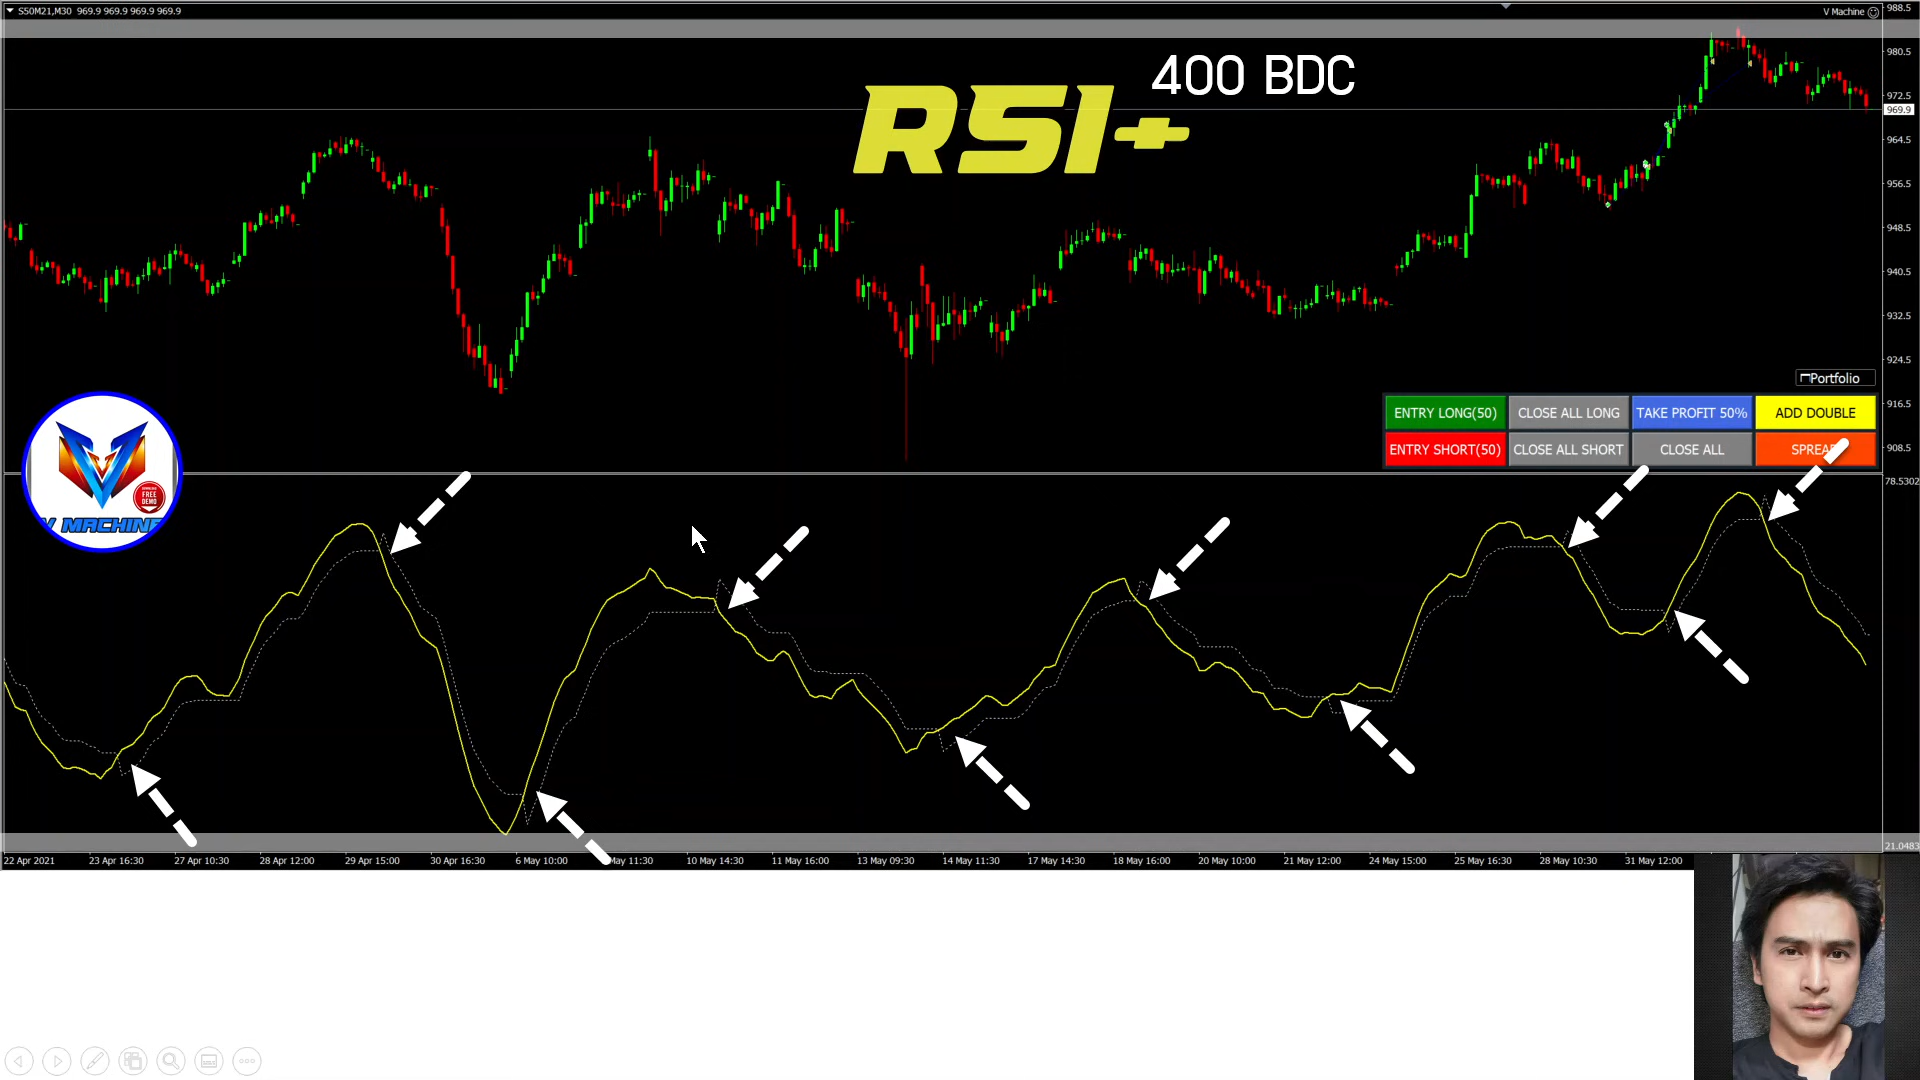 S50M21,M30 969.9 969.9 969.9 969.9
V Machine
988.5
400 BDC
RSI+
980.5
972.5
969.9
964.5
956.5
948.5
940.5
932.5
924.5
Portfolio
916.5
ENTRY LONG(50) CLOSE ALL LONG TAKE PROFIT 50% ADD DOUBLE
ENTRY SHORT(50) CLOSE ALL SHORT CLOSE ALL
908.5
78.5302
DOWNLOAD
FREE
DEMO
V MACHINE
21.0483
22 Apr 2021 23 Apr 16:30 27 Apr 10:30 28 Apr 12:00 29 Apr 15:00 30 Apr 16:30 6 May 10:00 May 11:30 10 May 14:30 11 May 16:00 13 May 09:30 14 May 11:30 17 May 14:30 18 May 16:00 20 May 10:00 21 May 12:00 24 May 15:00 25 May 16:30 28 May 10:30 31 May 12:00